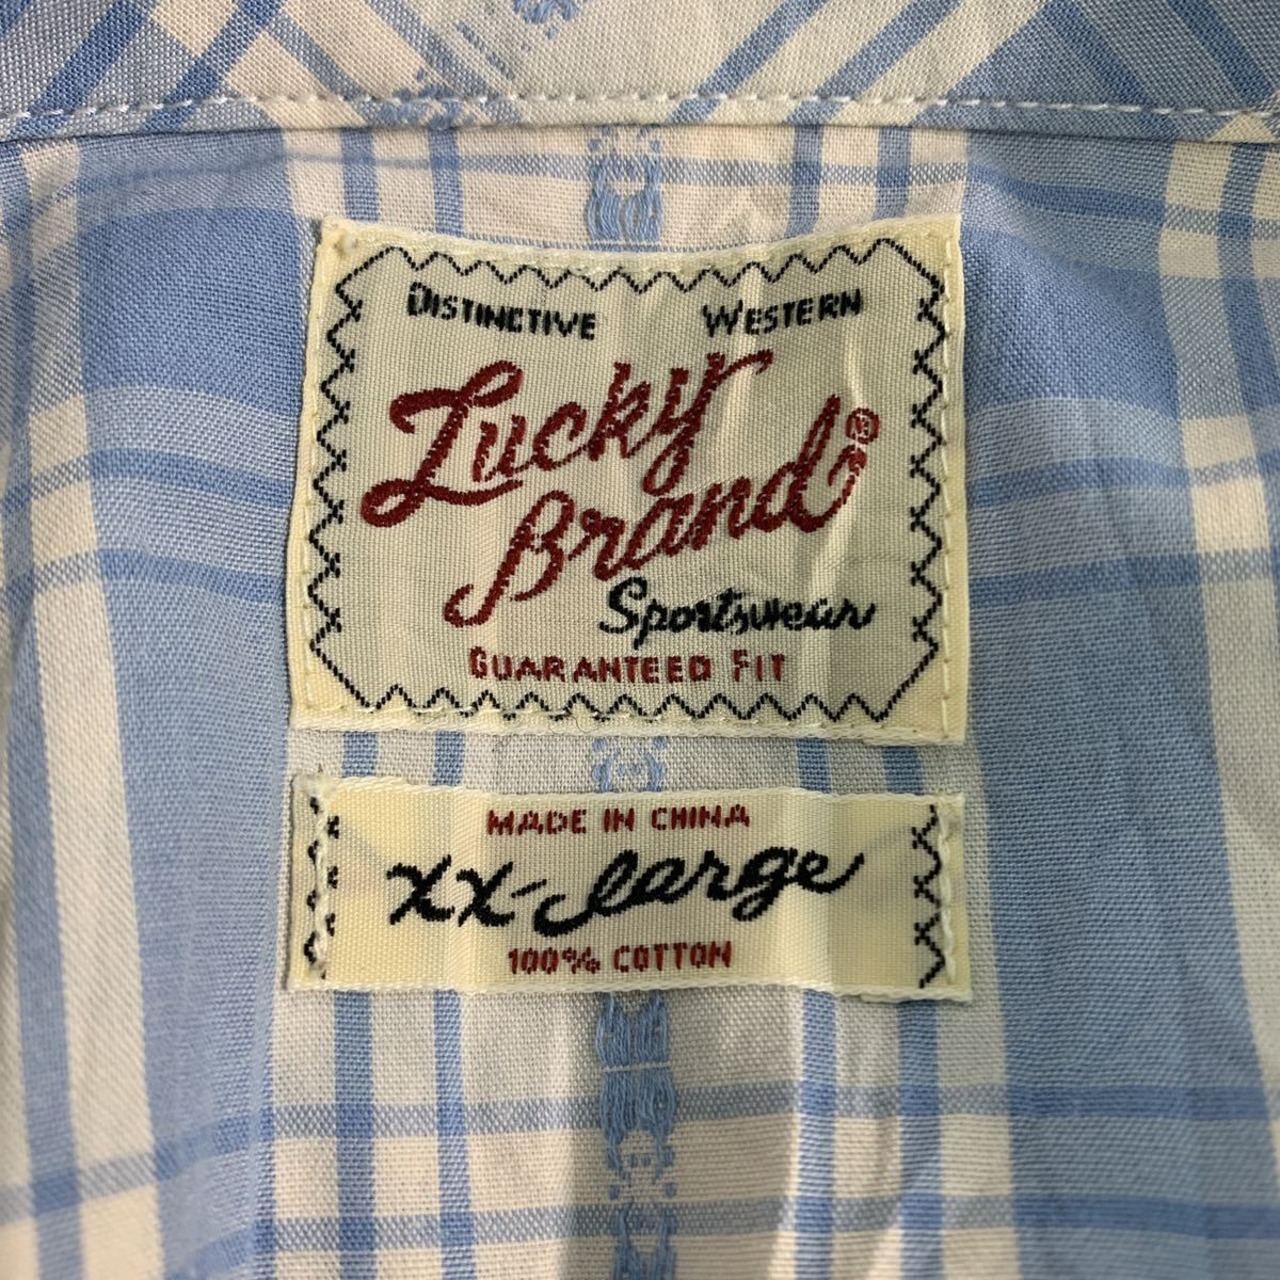 DISTINCTIVE WESTERN
Lucky
Brand®
Sportswear
GUARANTEED FIT
MADE IN CHINA
XX-Large
100% COTTON